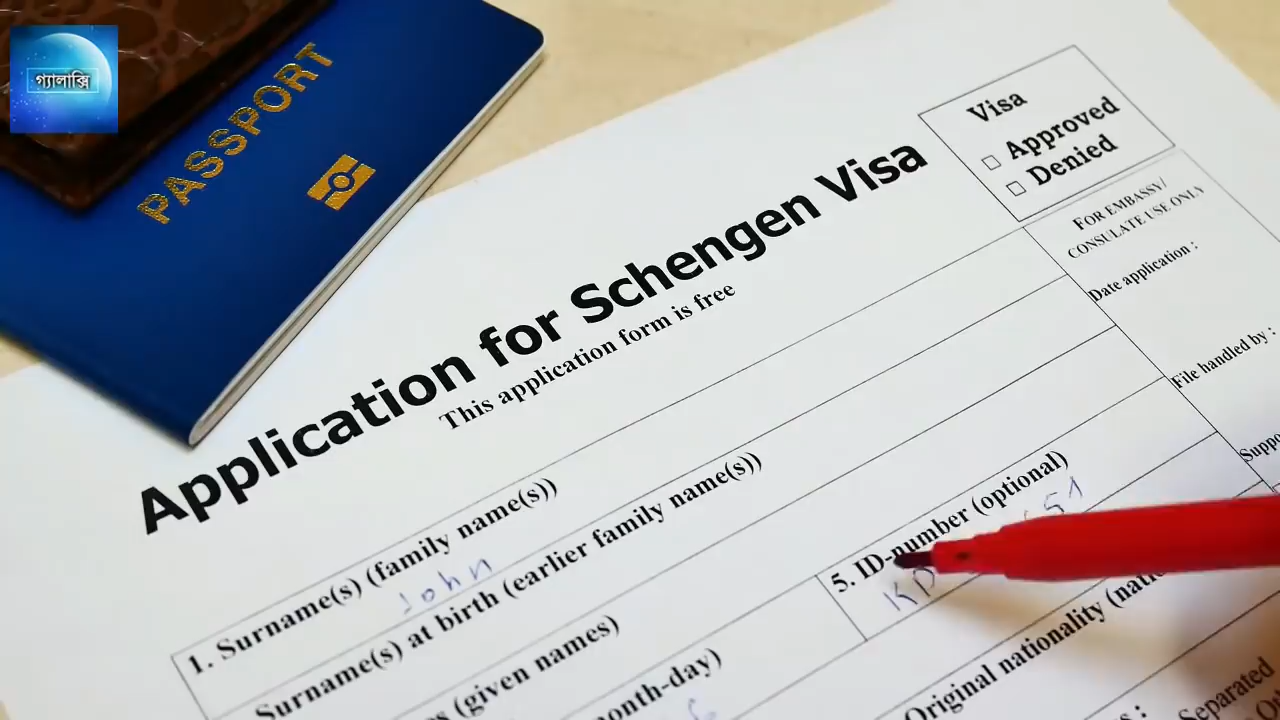 গ্যালাক্সি
PASSPORT
Visa
Approved
Denied
Application for Schengen Visa
This application form is free
FOR EMBASSY/
CONSULATE USE ONLY
Date application :
File handled by :
1. Surname(s) (family name(s))
John
Surname(s) at birth (earlier family name(s))
(given names)
5. ID-number (optional)
KD
Original nationality
Separated